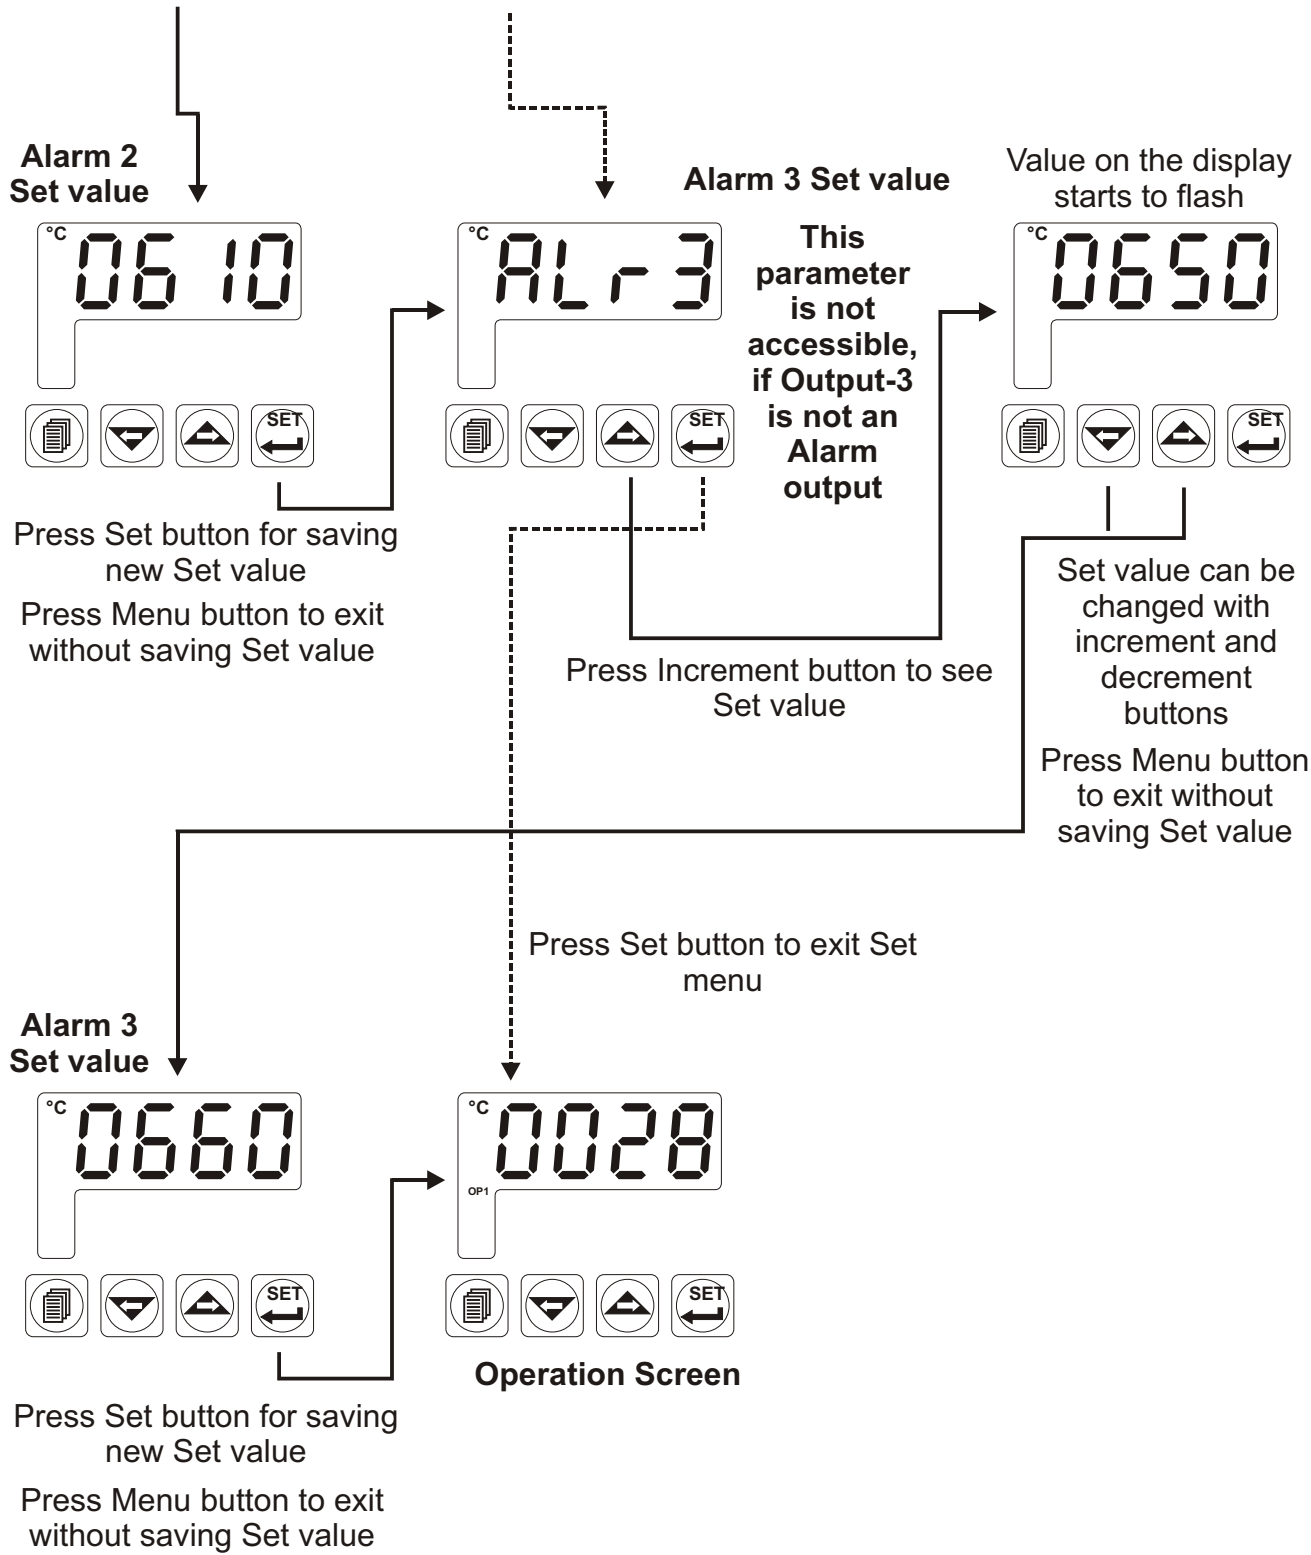 Alarm 2
Set value
°C
0610
SET
Press Set button for saving
new Set value
Press Menu button to exit
without saving Set value
Alarm 3 Set value
°C
ALr3
SET
This
parameter
is not
accessible,
if Output-3
is not an
Alarm
output
Press Increment button to see
Set value
Value on the display
starts to flash
°C
0650
SET
Set value can be
changed with
increment and
decrement
buttons
Press Menu button
to exit without
saving Set value
Press Set button to exit Set
menu
Alarm 3
Set value
°C
0660
SET
Press Set button for saving
new Set value
Press Menu button to exit
without saving Set value
°C
0028
OP1
SET
Operation Screen